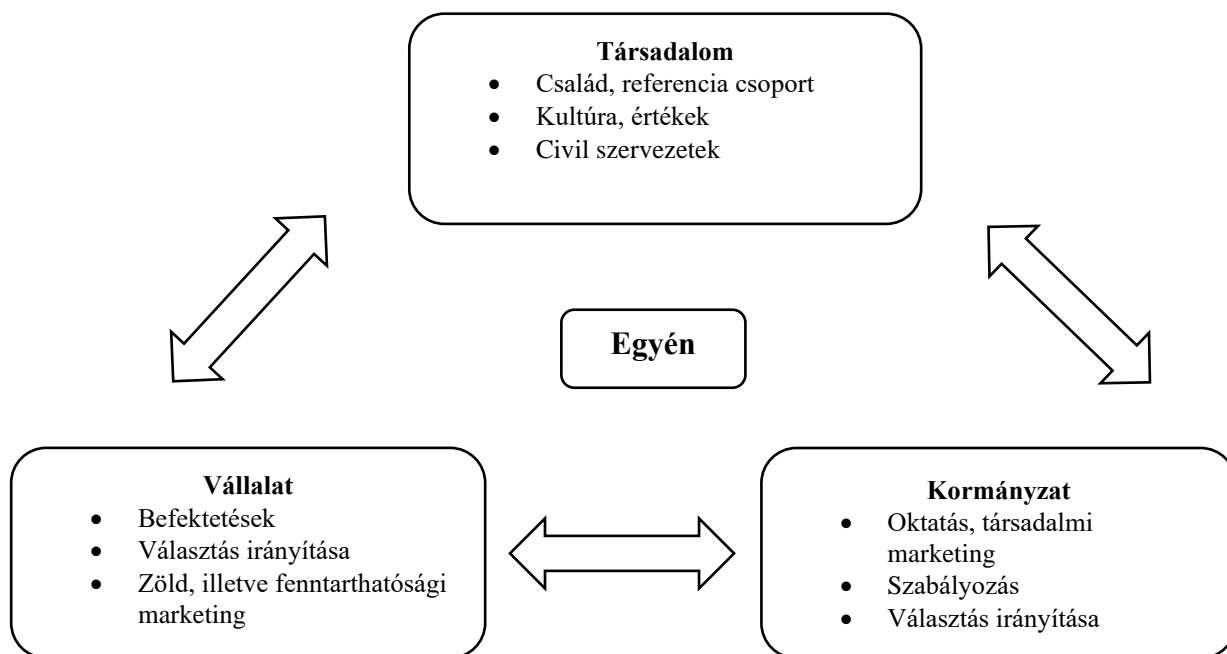 Társadalom
• Család, referencia csoport
• Kultúra, értékek
• Civil szervezetek
Egyén
Vállalat
• Befektetések
• Választás irányítása
• Zöld, illetve fenntarthatósági
marketing
Kormányzat
• Oktatás, társadalmi
marketing
• Szabályozás
• Választás irányítása